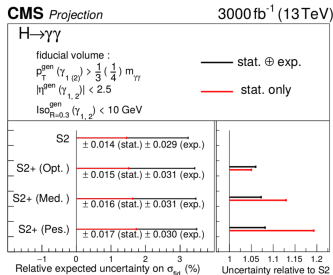 CMS Projection 3000 fb⁻¹ (13 TeV)
H→γγ
fiducial volume :
p_T^gen (γ_1 (2)) > 1/3 (1/4) m_γγ
|η^gen (γ_1, 2)| < 2.5
Iso_R=0.3^gen (γ_1, 2) < 10 GeV
stat. ⊕ exp.
stat. only
S2
± 0.014 (stat.) ± 0.029 (exp.)
S2+ (Opt. )
± 0.015 (stat.) ± 0.031 (exp.)
S2+ (Med. )
± 0.016 (stat.) ± 0.031 (exp.)
S2+ (Pes.)
± 0.017 (stat.) ± 0.030 (exp.)
−1 0 1 2 3 4 1 1.05 1.1 1.15 1.2
Relative expected uncertainty on σ_fid (%) Uncertainty relative to S2